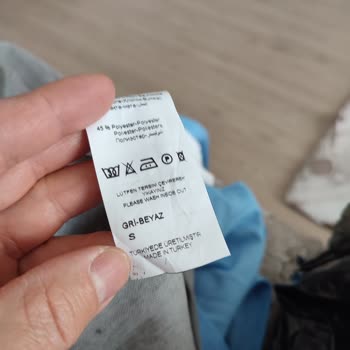 45 % Polyester-Polyester
Polyester-Polyestere
LÜTFEN TERSİNİ ÇEVİREREK
YIKAYINIZ
PLEASE WASH INSIDE OUT
GRİ-BEYAZ
S
TÜRKİYEDE ÜRETİLMİŞTİR
MADE IN TURKEY